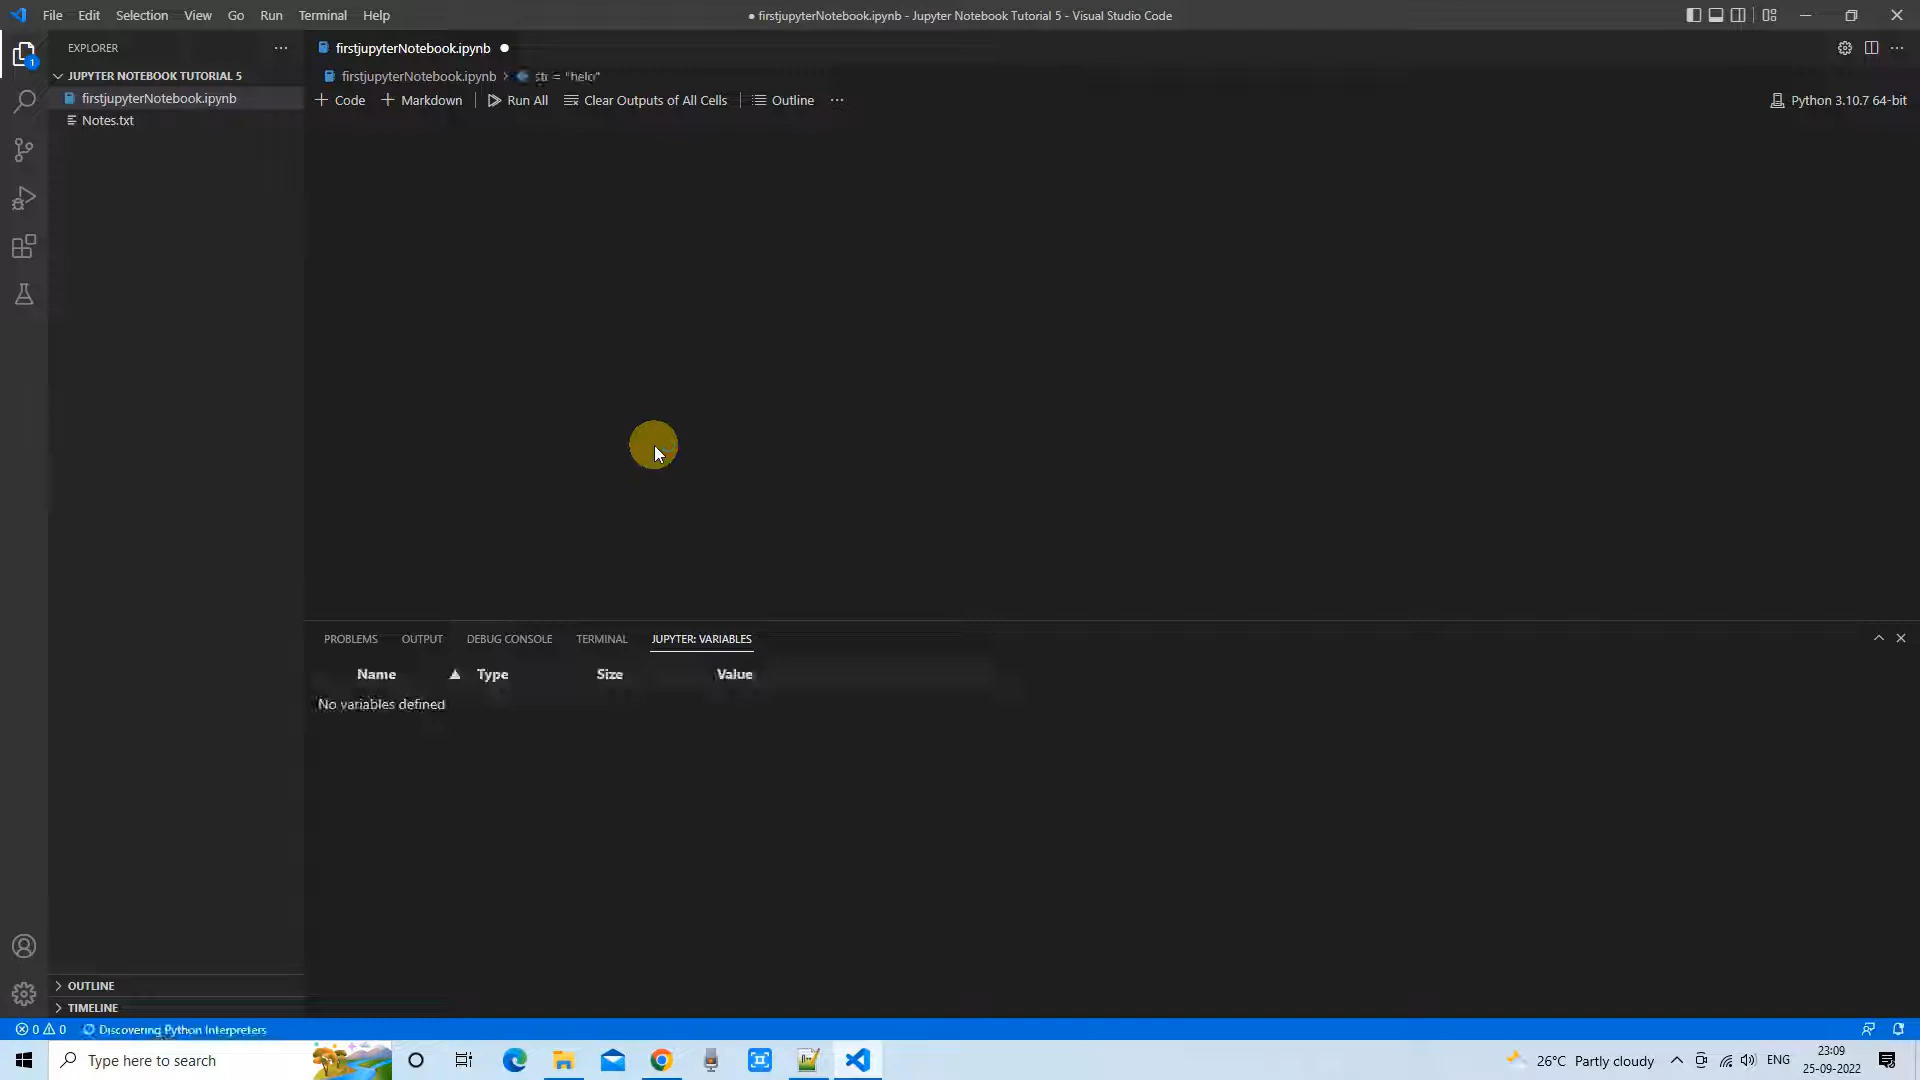 File Edit Selection View Go Run Terminal Help
● firstjupyterNotebook.ipynb - Jupyter Notebook Tutorial 5 - Visual Studio Code
EXPLORER
JUPYTER NOTEBOOK TUTORIAL 5
firstjupyterNotebook.ipynb
Notes.txt
firstjupyterNotebook.ipynb
firstjupyterNotebook.ipynb > str = "helo"
Code Markdown Run All Clear Outputs of All Cells Outline
Python 3.10.7 64-bit
PROBLEMS OUTPUT DEBUG CONSOLE TERMINAL JUPYTER: VARIABLES
Name Type Size Value
No variables defined
OUTLINE
TIMELINE
1
0 0 Discovering Python Interpreters
Type here to search
26°C Partly cloudy
ENG
23:09
25-09-2022